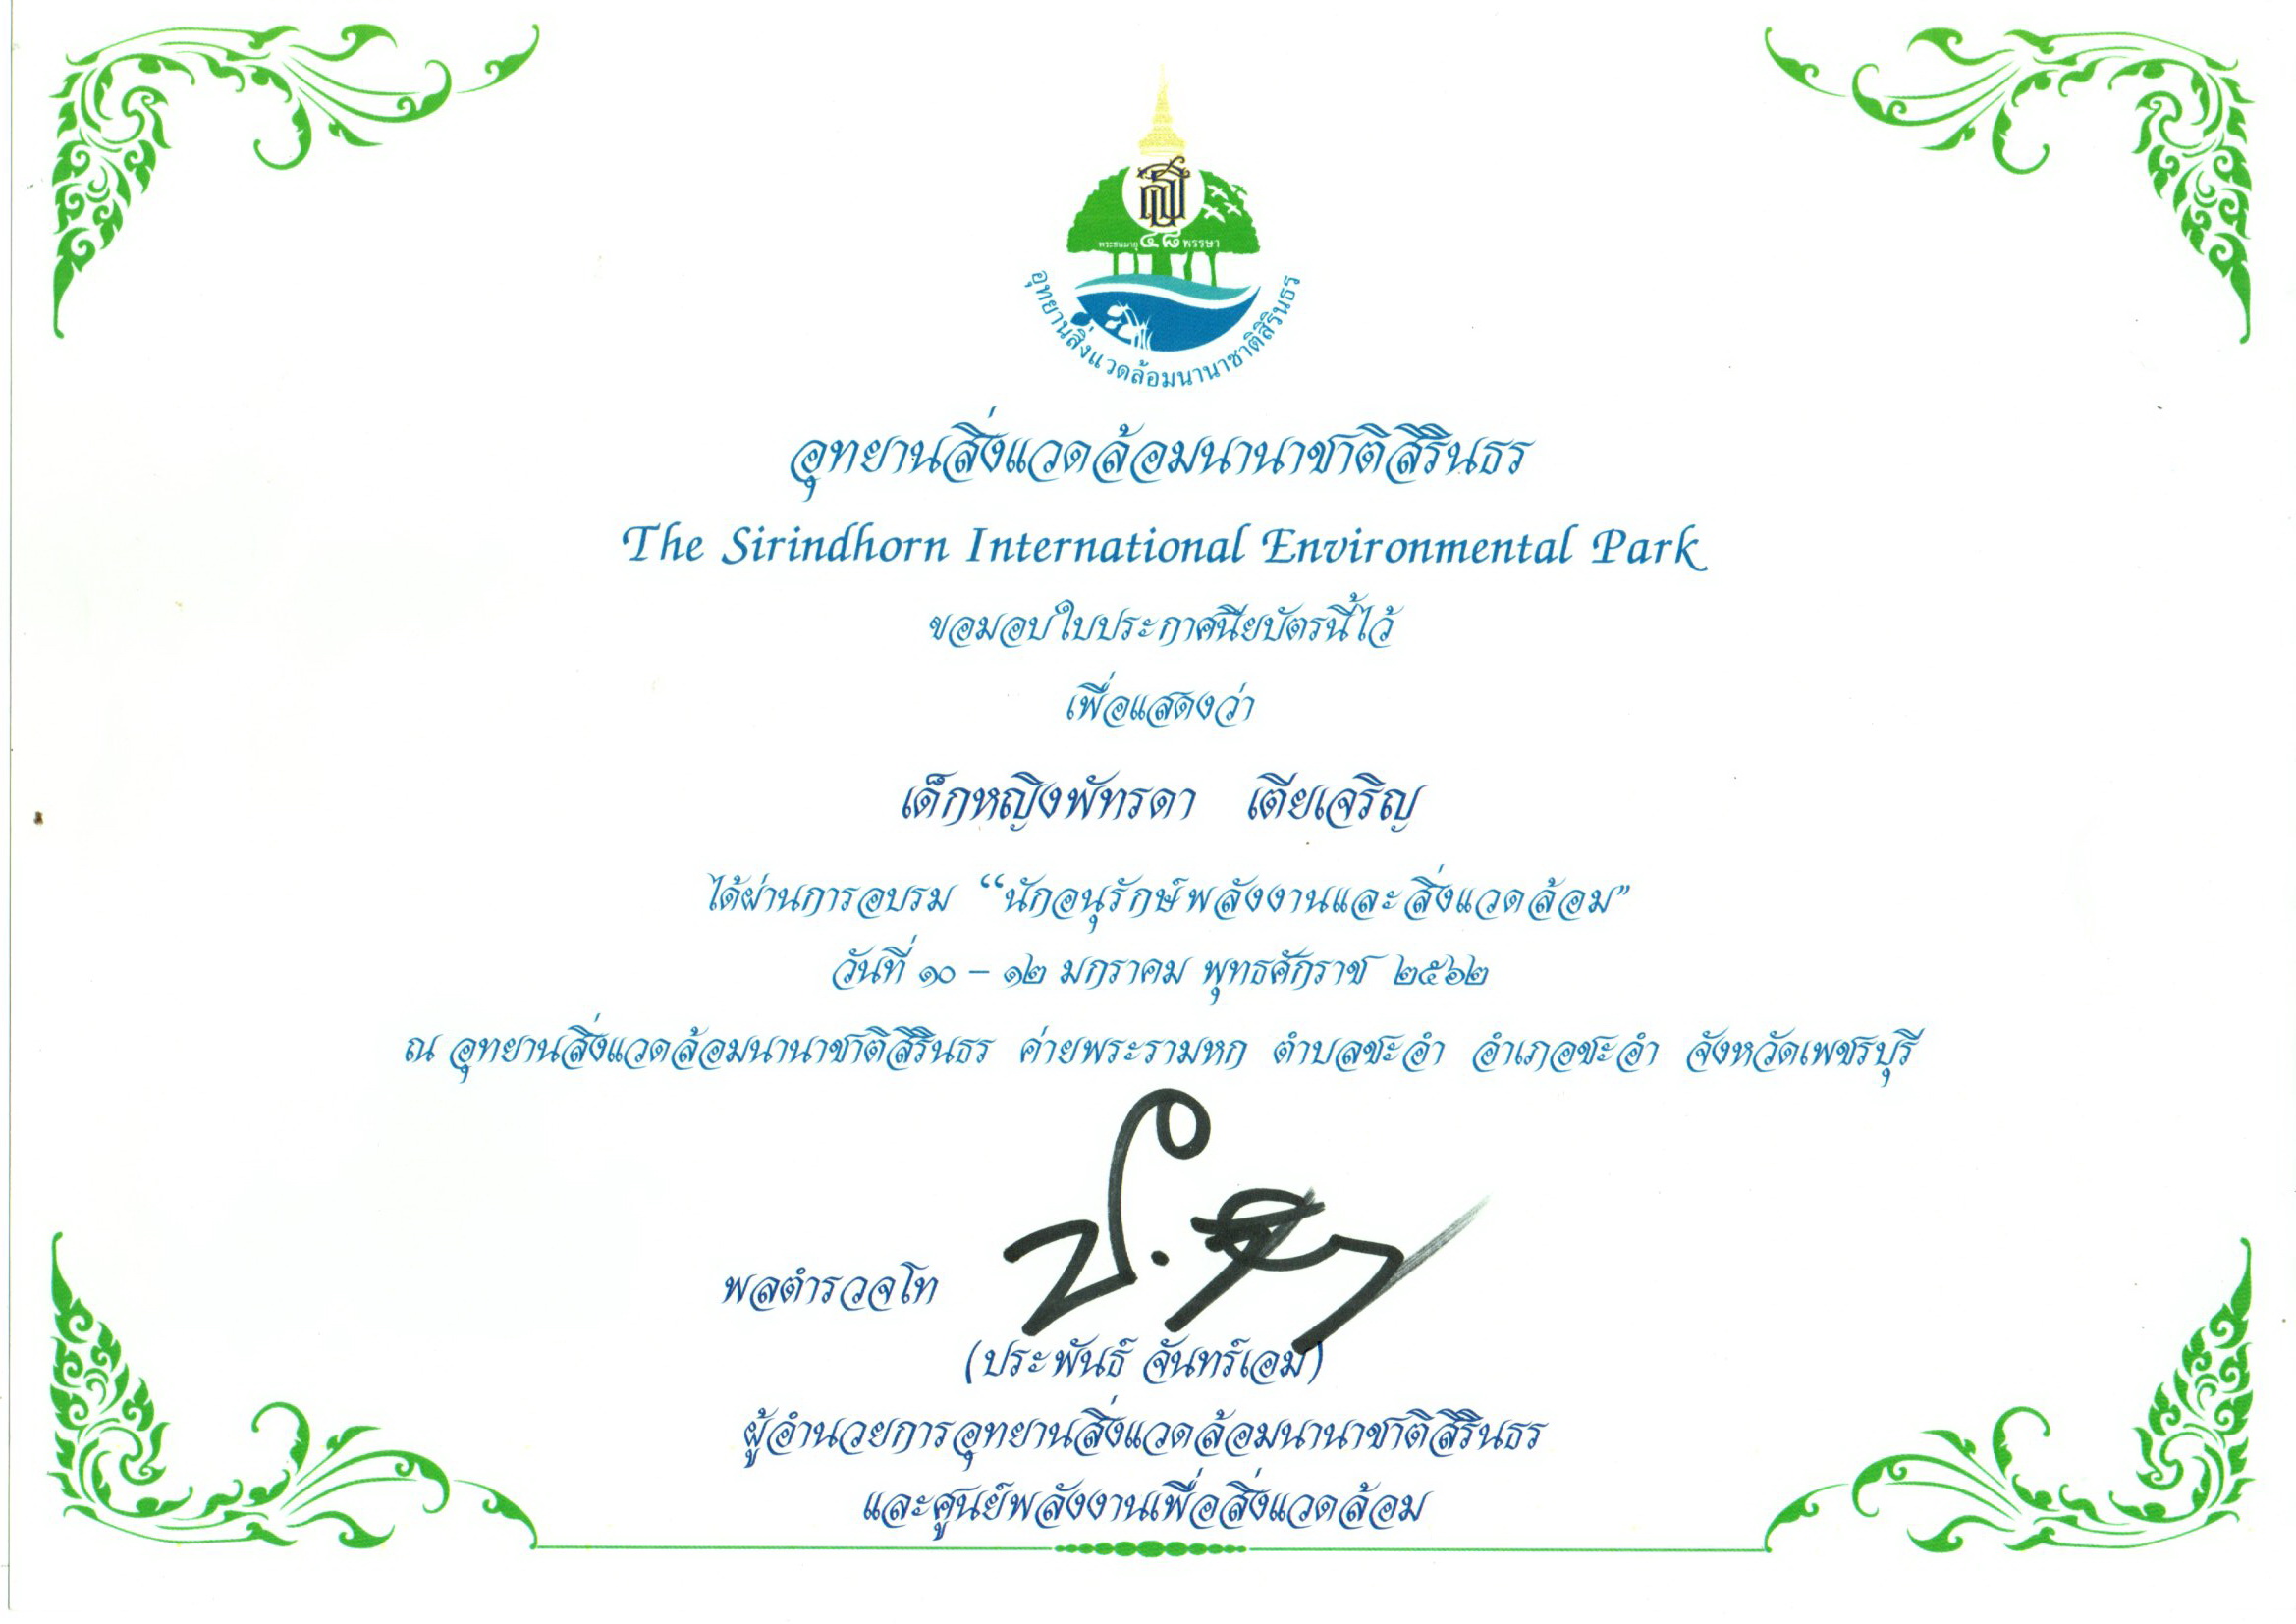 พระชนมายุ ๔๘ พรรษา
อุทยานสิ่งแวดล้อมนานาชาติสิรินธร
อุทยานสิ่งแวดล้อมนานาชาติสิรินธร
The Sirindhorn International Environmental Park
ขอมอบใบประกาศนียบัตรนี้ไว้
เพื่อแสดงว่า
เด็กหญิงพัทรดา เตียเจริญ
ได้ผ่านการอบรม “นักอนุรักษ์พลังงานและสิ่งแวดล้อม”
วันที่ ๑๐ – ๑๒ มกราคม พุทธศักราช ๒๕๖๒
ณ อุทยานสิ่งแวดล้อมนานาชาติสิรินธร ค่ายพระรามหก ตำบลชะอำ อำเภอชะอำ จังหวัดเพชรบุรี
พลตำรวจโท
(ประพันธ์ จันทร์เอม)
ผู้อำนวยการอุทยานสิ่งแวดล้อมนานาชาติสิรินธร
และศูนย์พลังงานเพื่อสิ่งแวดล้อม